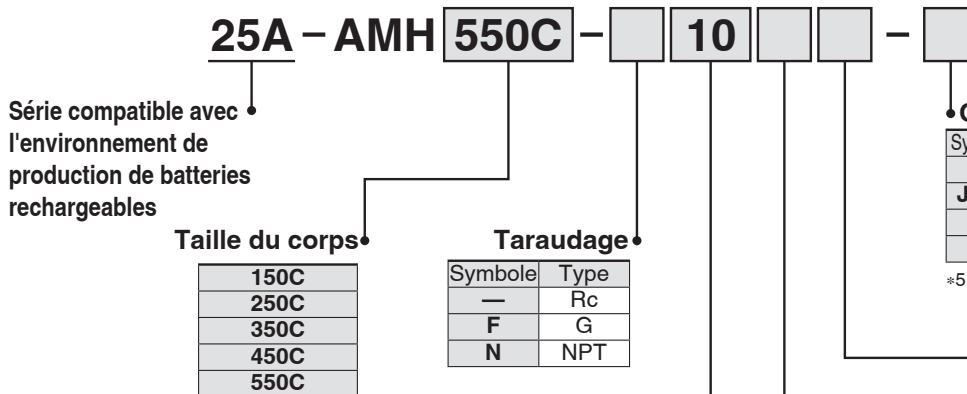 25A – AMH 550C – 10 –
Série compatible avec
l'environnement de
production de batteries
rechargeables
Taille du corps
150C
250C
350C
450C
550C
Taraudage
Symbole Type
— Rc
F G
N NPT
J
*5